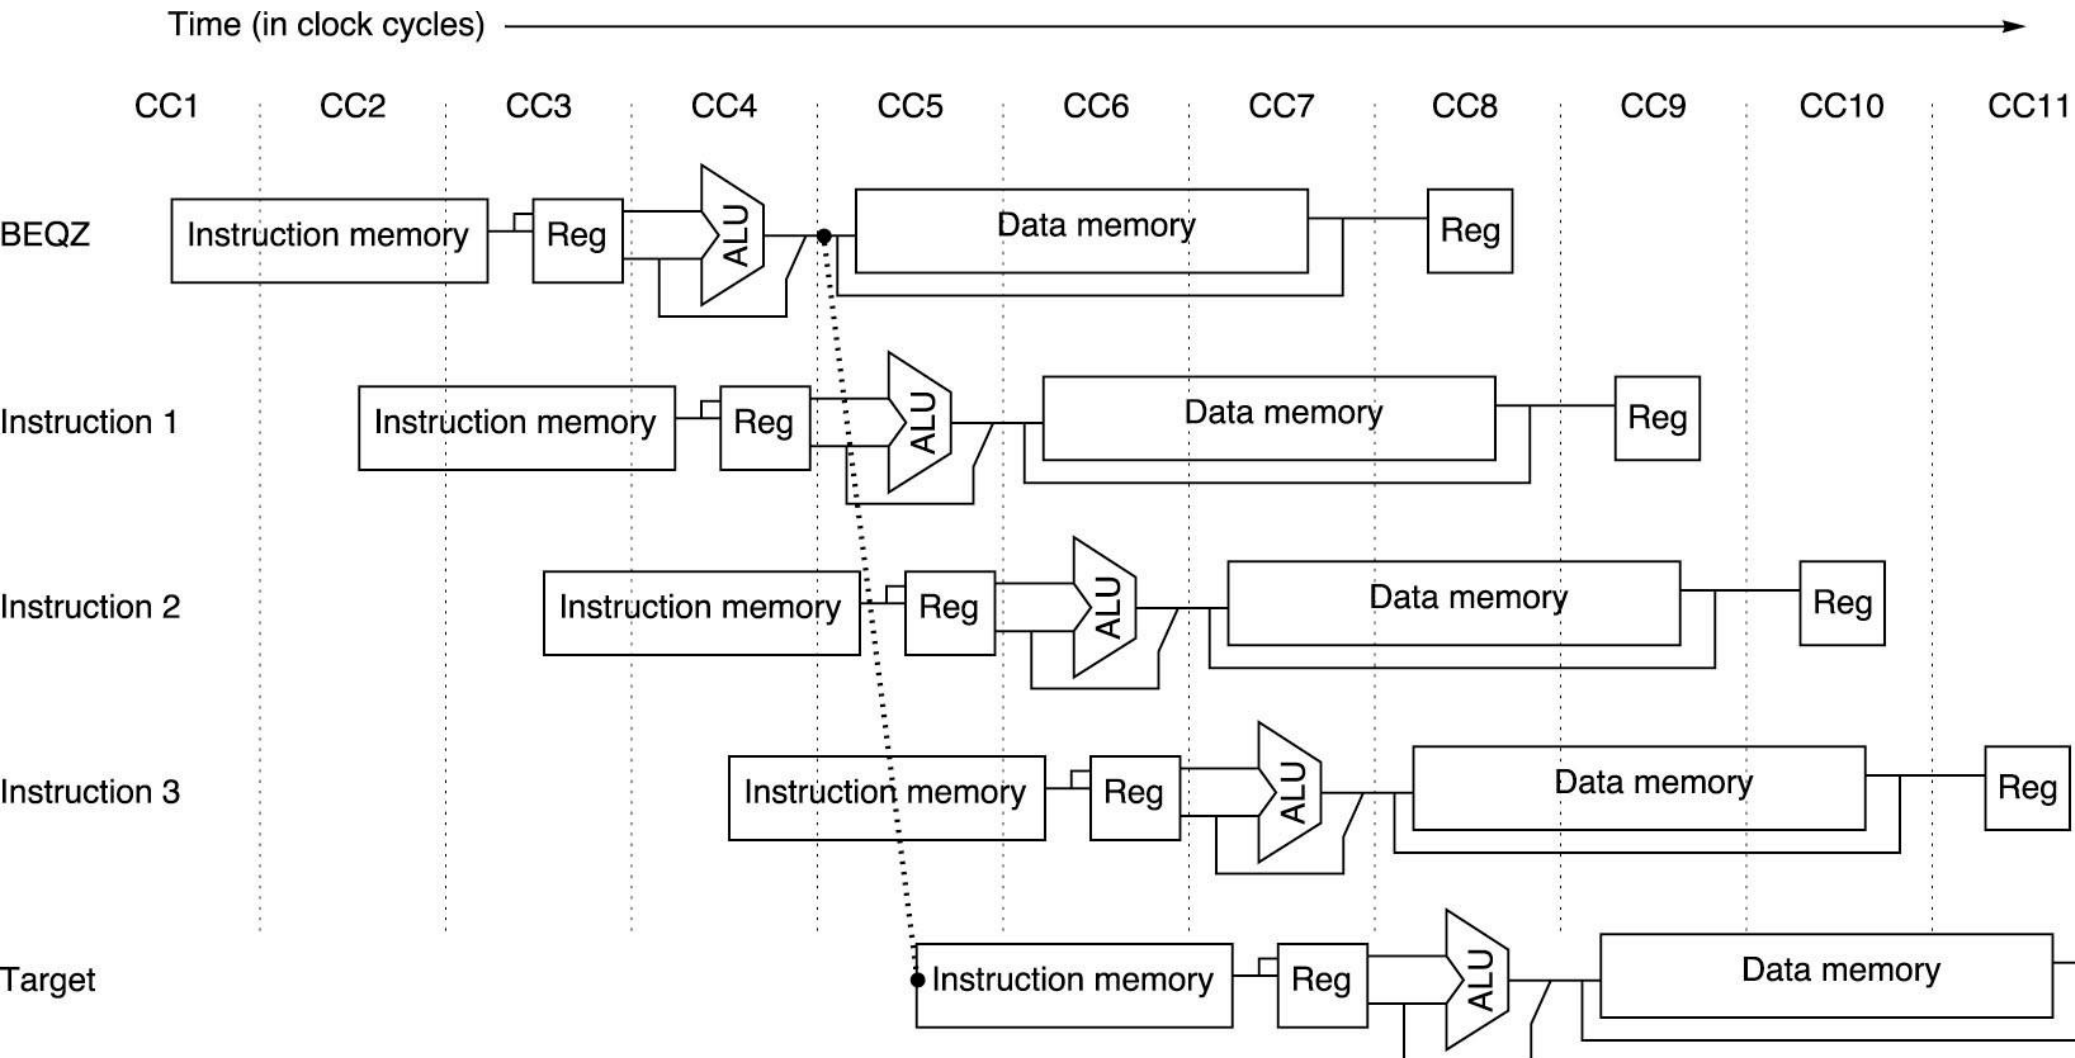 Time (in clock cycles)
CC1 CC2 CC3 CC4 CC5 CC6 CC7 CC8 CC9 CC10 CC11
BEQZ Instruction memory Reg ALU Data memory Reg
Instruction 1 Instruction memory Reg ALU Data memory Reg
Instruction 2 Instruction memory Reg ALU Data memory Reg
Instruction 3 Instruction memory Reg ALU Data memory Reg
Target Instruction memory Reg ALU Data memory